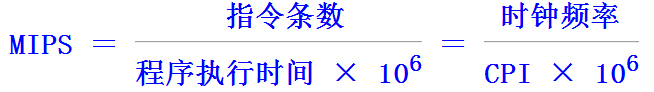 MIPS = 指令条数 / 程序执行时间 × 10^6 = 时钟频率 / CPI × 10^6